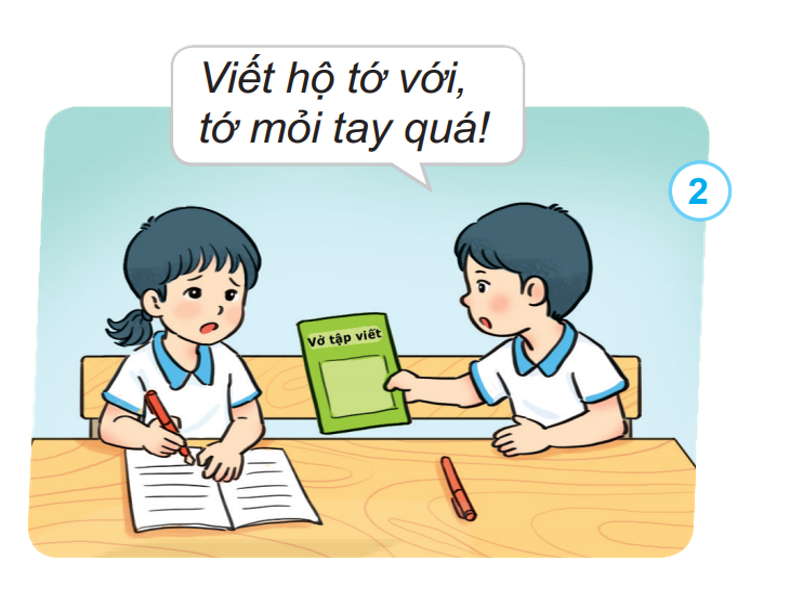 Viết hộ tớ với,
tớ mỏi tay quá!
2
Vở tập viết